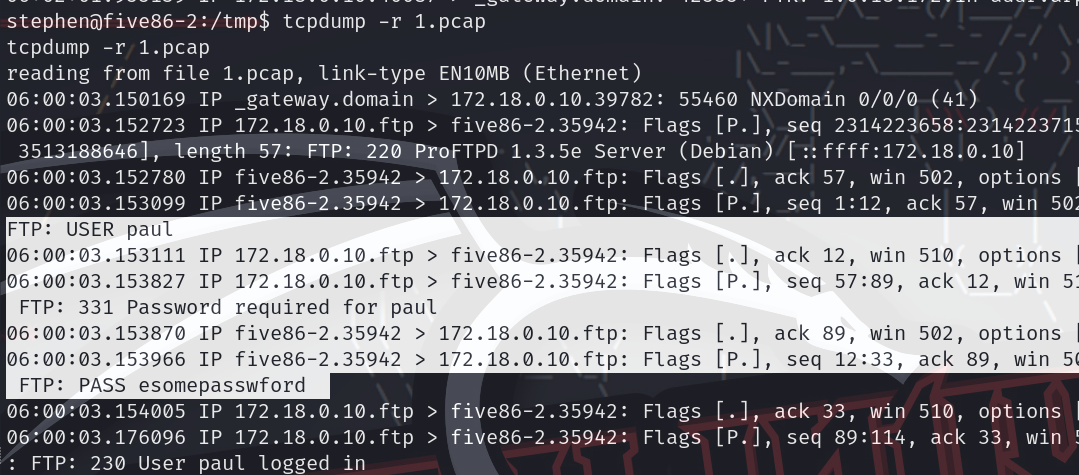 stephen@five86-2:/tmp$ tcpdump -r 1.pcap
tcpdump -r 1.pcap
reading from file 1.pcap, link-type EN10MB (Ethernet)
06:00:03.150169 IP _gateway.domain > 172.18.0.10.39782: 55460 NXDomain 0/0/0 (41)
06:00:03.152723 IP 172.18.0.10.ftp > five86-2.35942: Flags [P.], seq 2314223658:2314223715
3513188646], length 57: FTP: 220 ProFTPD 1.3.5e Server (Debian) [::ffff:172.18.0.10]
06:00:03.152780 IP five86-2.35942 > 172.18.0.10.ftp: Flags [.], ack 57, win 502, options [
06:00:03.153099 IP five86-2.35942 > 172.18.0.10.ftp: Flags [P.], seq 1:12, ack 57, win 502
FTP: USER paul
06:00:03.153111 IP 172.18.0.10.ftp > five86-2.35942: Flags [.], ack 12, win 510, options [
06:00:03.153827 IP 172.18.0.10.ftp > five86-2.35942: Flags [P.], seq 57:89, ack 12, win 51
FTP: 331 Password required for paul
06:00:03.153870 IP five86-2.35942 > 172.18.0.10.ftp: Flags [.], ack 89, win 502, options [
06:00:03.153966 IP five86-2.35942 > 172.18.0.10.ftp: Flags [P.], seq 12:33, ack 89, win 50
FTP: PASS esomepasswford
06:00:03.154005 IP 172.18.0.10.ftp > five86-2.35942: Flags [.], ack 33, win 510, options [
06:00:03.176096 IP 172.18.0.10.ftp > five86-2.35942: Flags [P.], seq 89:114, ack 33, win 5
: FTP: 230 User paul logged in